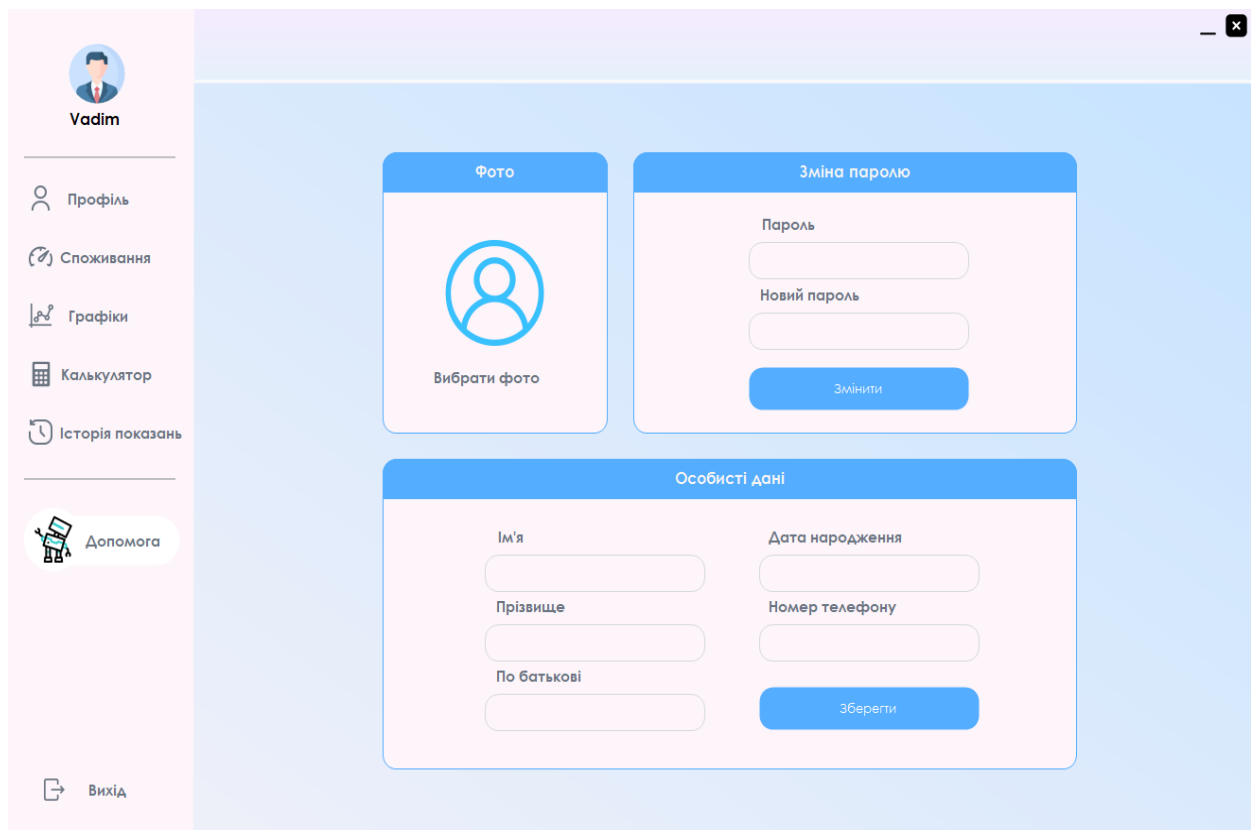 Vadim
Профіль
Споживання
Графіки
Калькулятор
Історія показань
Допомога
Вихід
Фото
Вибрати фото
Зміна паролю
Пароль
Новий пароль
Змінити
Особисті дані
Ім'я
Прізвище
По батькові
Дата народження
Номер телефону
Зберегти